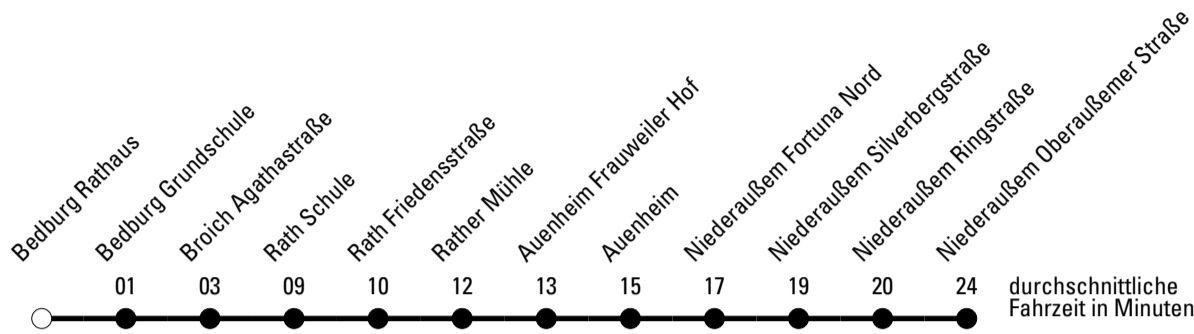 Bedburg Rathaus
Bedburg Grundschule
Broich Agathastraße
Rath Schule
Rath Friedensstraße
Rather Mühle
Auenheim Frauweiler Hof
Auenheim
Niederaußem Fortuna Nord
Niederaußem Silverbergstraße
Niederaußem Ringstraße
Niederaußem Oberaußemer Straße
01 03 09 10 12 13 15 17 19 20 24
durchschnittliche
Fahrzeit in Minuten